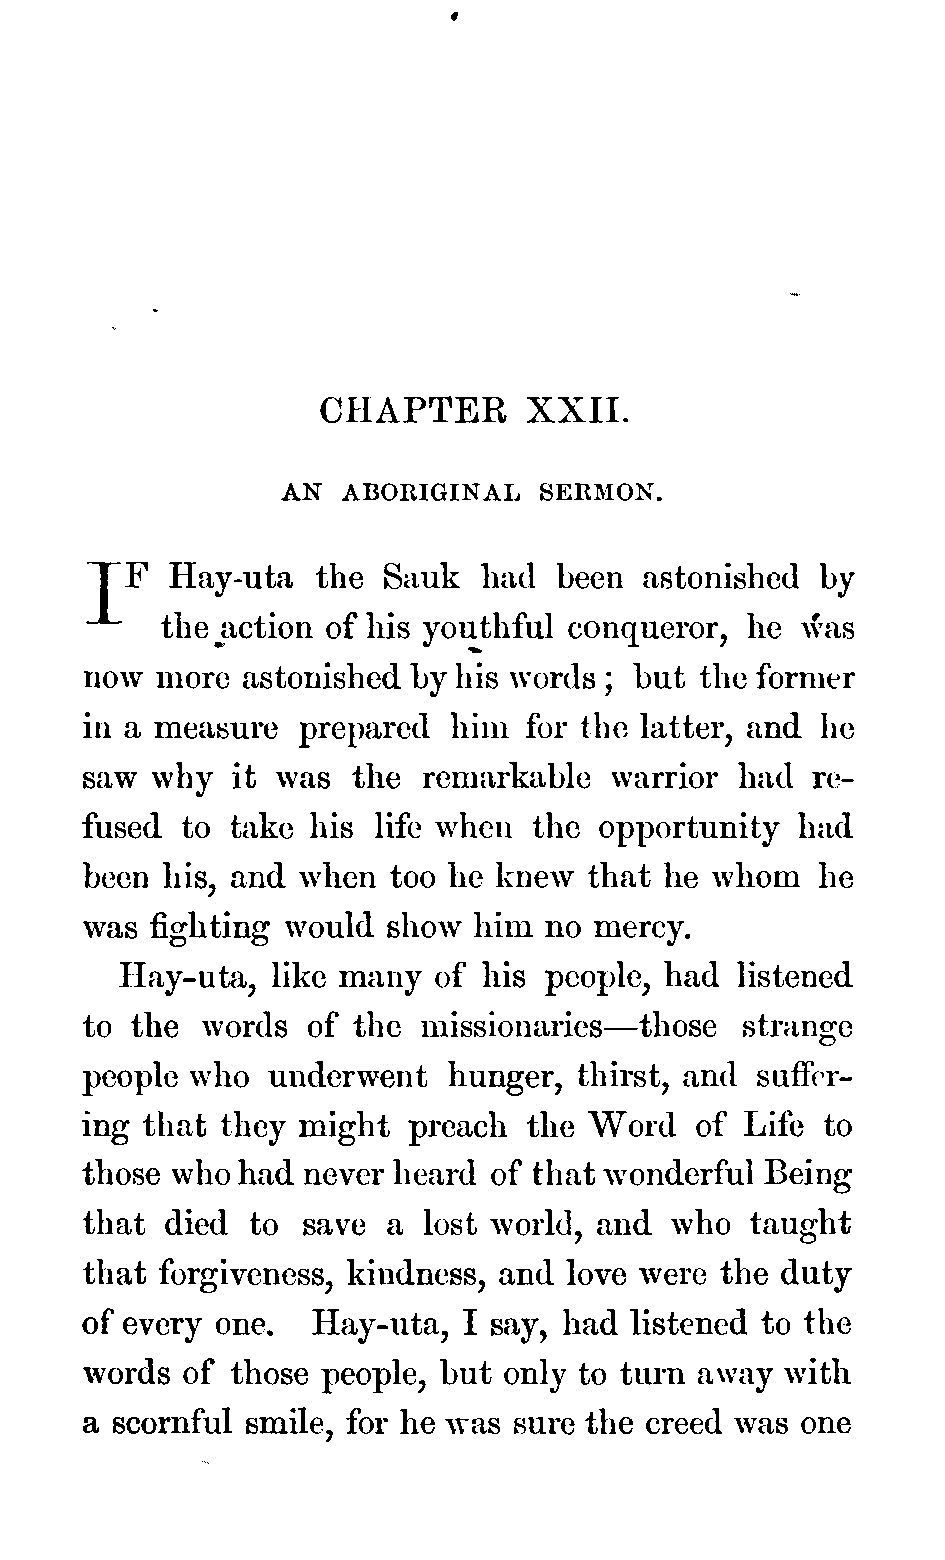 CHAPTER XXII.
AN ABORIGINAL SERMON.
IF Hay-uta the Sauk had been astonished by
the action of his youthful conqueror, he was
now more astonished by his words; but the former
in a measure prepared him for the latter, and he
saw why it was the remarkable warrior had re-
fused to take his life when the opportunity had
been his, and when too he knew that he whom he
was fighting would show him no mercy.
Hay-uta, like many of his people, had listened
to the words of the missionaries—those strange
people who underwent hunger, thirst, and suffer-
ing that they might preach the Word of Life to
those who had never heard of that wonderful Being
that died to save a lost world, and who taught
that forgiveness, kindness, and love were the duty
of every one. Hay-uta, I say, had listened to the
words of those people, but only to turn away with
a scornful smile, for he was sure the creed was one